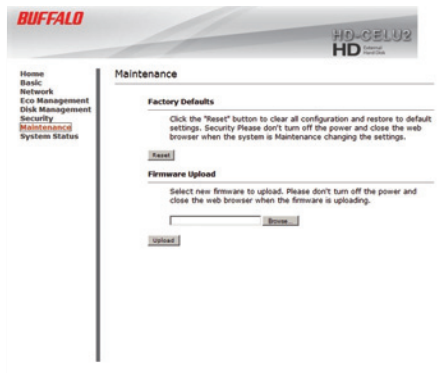 BUFFALO
HD-CELU2
HD External
Hard Disk
Home
Basic
Network
Eco Management
Disk Management
Security
Maintenance
System Status
Maintenance
Factory Defaults
Click the "Reset" button to clear all configuration and restore to default
settings. Security Please don't turn off the power and close the web
browser when the system is Maintenance changing the settings.
Reset
Firmware Upload
Select new firmware to upload. Please don't turn off the power and
close the web browser when the firmware is uploading.
Browse...
Upload